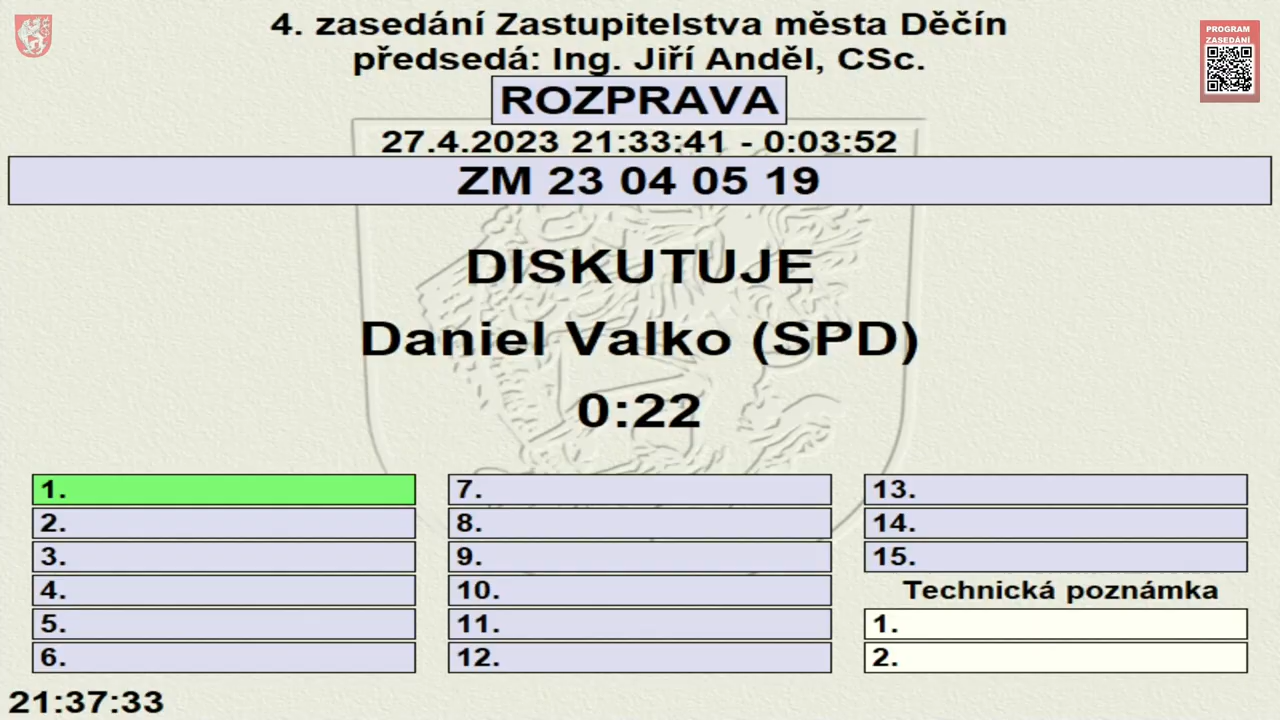 4. zasedání Zastupitelstva města Děčín
PROGRAM
ZASEDÁNÍ
předsedá: Ing. Jiří Anděl, CSc.
ROZPRAVA
27.4.2023 21:33:41 - 0:03:52
ZM 23 04 05 19
DISKUTUJE
Daniel Valko (SPD)
0:22
1.
2.
3.
4.
5.
6.
7.
8.
9.
10.
11.
12.
13.
14.
15.
Technická poznámka
1.
2.
21:37:33